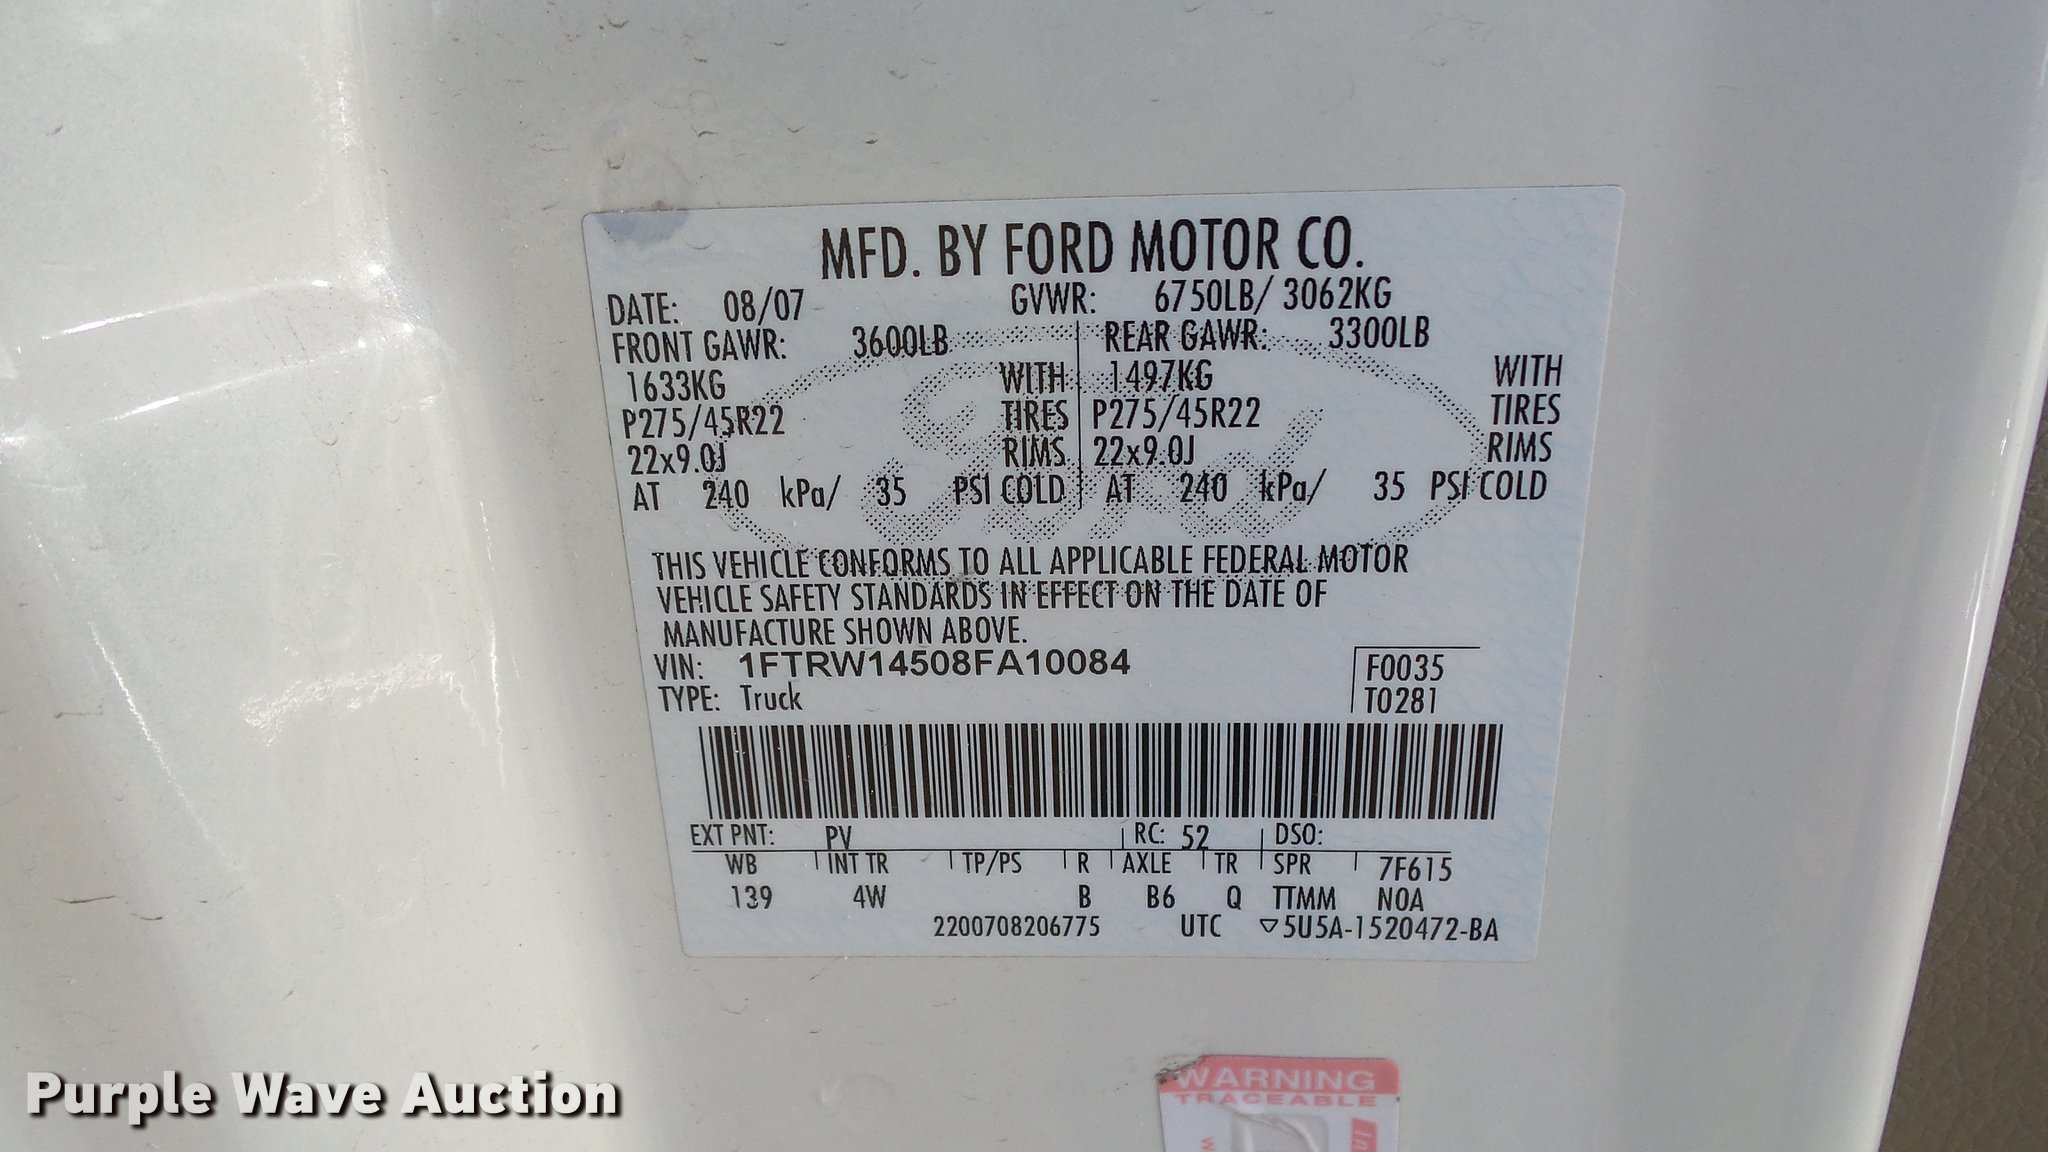 MFD. BY FORD MOTOR CO.
DATE: 08/07 GVWR: 6750LB/ 3062KG
FRONT GAWR: 3600LB REAR GAWR: 3300LB
1633KG WITH 1497KG WITH
P275/45R22 TIRES P275/45R22 TIRES
22x9.0J RIMS 22x9.0J RIMS
AT 240 kPa/ 35 PSI COLD AT 240 kPa/ 35 PSI COLD
Ford
THIS VEHICLE CONFORMS TO ALL APPLICABLE FEDERAL MOTOR
VEHICLE SAFETY STANDARDS IN EFFECT ON THE DATE OF
MANUFACTURE SHOWN ABOVE.
VIN: 1FTRW14508FA10084 F0035
TYPE: Truck T0281
EXT PNT: PV RC: 52 DSO:
WB INT TR TP/PS R AXLE TR SPR 7F615
139 4W B B6 Q TTMM NOA
2200708206775 UTC ▽5U5A-1520472-BA
WARNING
TRACEABLE
Purple Wave Auction